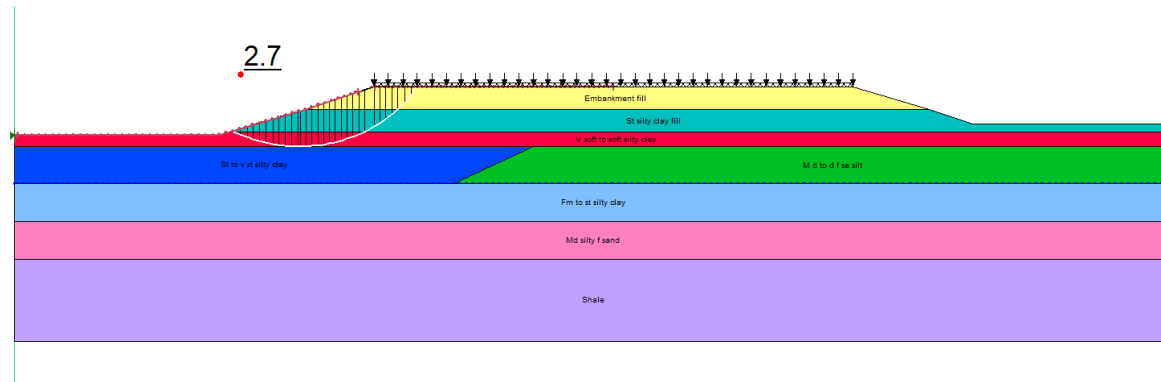 2.7
Embankment fill
St silty clay fill
V soft to soft silty clay
St to v st silty clay
M d to d f sa silt
Fm to st silty clay
Md silty f sand
Shale